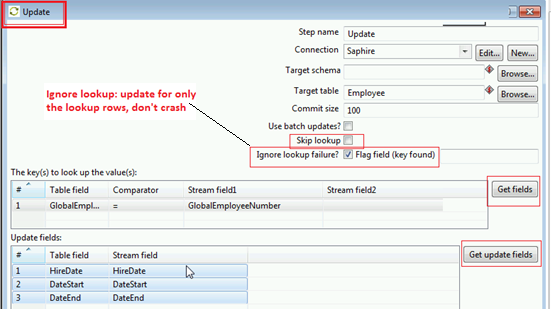 Update
Step name Update
Connection Saphire Edit... New...
Target schema Browse...
Ignore lookup: update for only
the lookup rows, don't crash
Target table Employee Browse...
Commit size 100
Use batch updates?
Skip lookup
Ignore lookup failure? Flag field (key found)
The key(s) to look up the value(s):
# Table field Comparator Stream field1 Stream field2 Get fields
1 GlobalEmpl... = GlobalEmployeeNumber
Update fields:
# Table field Stream field Get update fields
1 HireDate HireDate
2 DateStart DateStart
3 DateEnd DateEnd